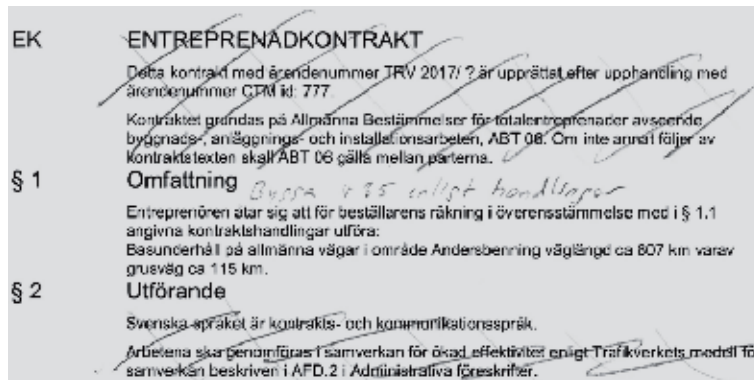 EK ENTREPRENADKONTRAKT
Detta kontrakt med ärendenummer TRV 2017/ ? är upprättat efter upphandling med
ärendenummer CTM id: 777.
Kontraktet grundas på Allmänna Bestämmelser för totalentreprenader avseende
byggnads-, anläggnings- och installationsarbeten, ABT 06. Om inte annat följer av
kontraktstexten skall ABT 06 gälla mellan parterna.
§ 1 Omfattning enligt handlingar
Entreprenören åtar sig att för beställarens räkning i överensstämmelse med i § 1.1
angivna kontraktshandlingar utföra:
Basunderhåll på allmänna vägar i område Andersbenning väglängd ca 807 km varav
grusväg ca 115 km.
§ 2 Utförande
Svenska språket är kontrakts- och kommunikationsspråk.
Arbetena ska genomföras i samverkan för ökad effektivitet enligt Trafikverkets modell fö
samverkan beskriven i AFD.2 i Administrativa föreskrifter.